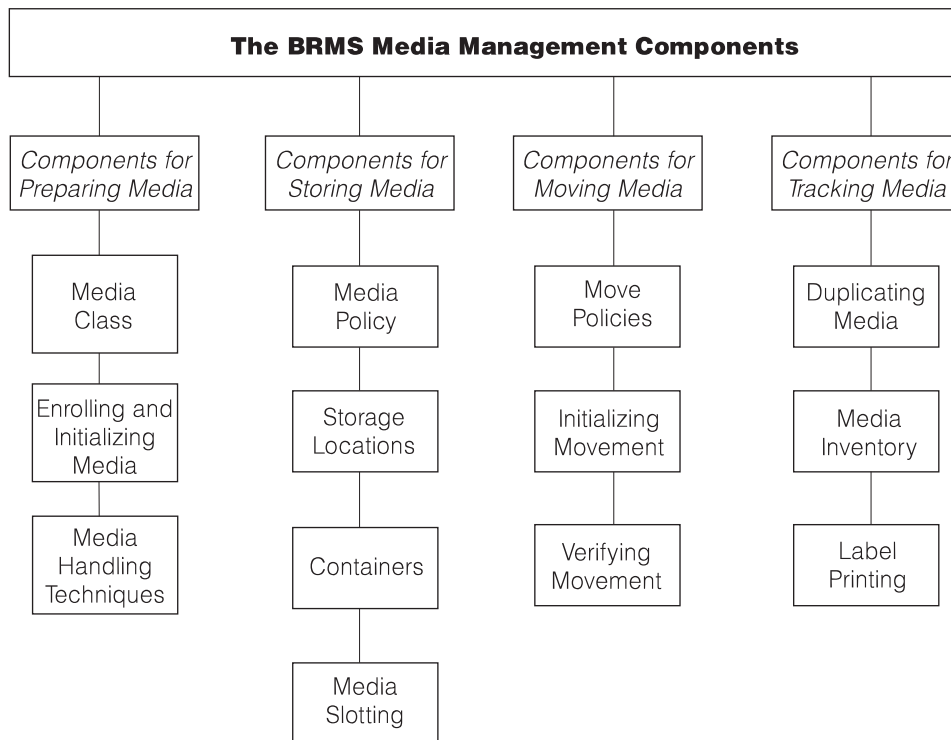 The BRMS Media Management Components
Components for
Preparing Media
Media
Class
Enrolling and
Initializing
Media
Media
Handling
Techniques
Components for
Storing Media
Media
Policy
Storage
Locations
Containers
Media
Slotting
Components for
Moving Media
Move
Policies
Initializing
Movement
Verifying
Movement
Components for
Tracking Media
Duplicating
Media
Media
Inventory
Label
Printing